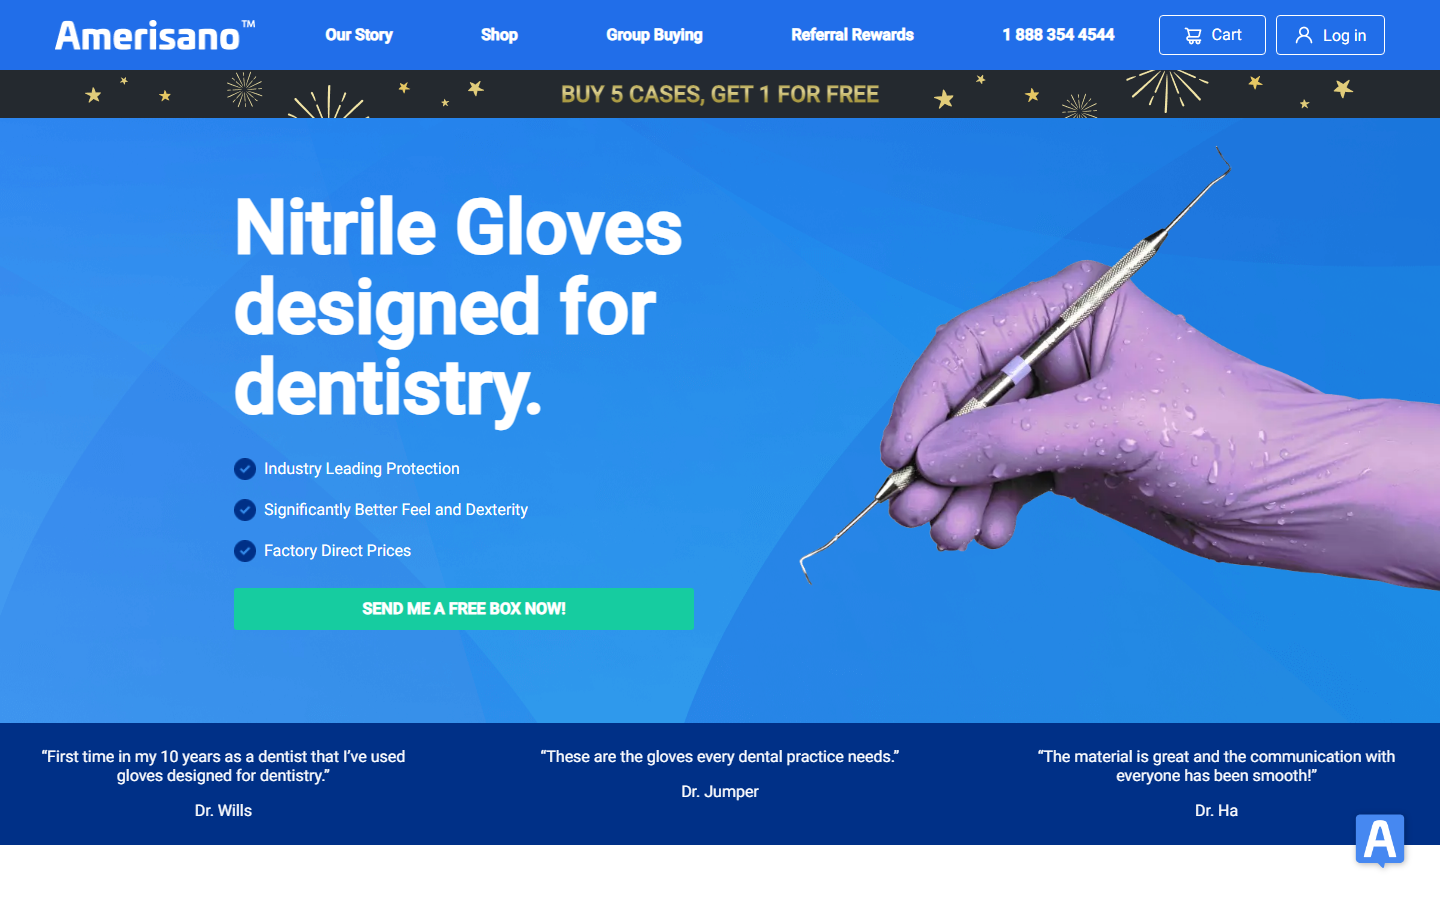 Amerisano™
Our Story
Shop
Group Buying
Referral Rewards
1 888 354 4544
Cart
Log in
BUY 5 CASES, GET 1 FOR FREE
Nitrile Gloves
designed for
dentistry.
Industry Leading Protection
Significantly Better Feel and Dexterity
Factory Direct Prices
SEND ME A FREE BOX NOW!
“First time in my 10 years as a dentist that I’ve used
gloves designed for dentistry.”
Dr. Wills
“These are the gloves every dental practice needs.”
Dr. Jumper
“The material is great and the communication with
everyone has been smooth!”
Dr. Ha
A